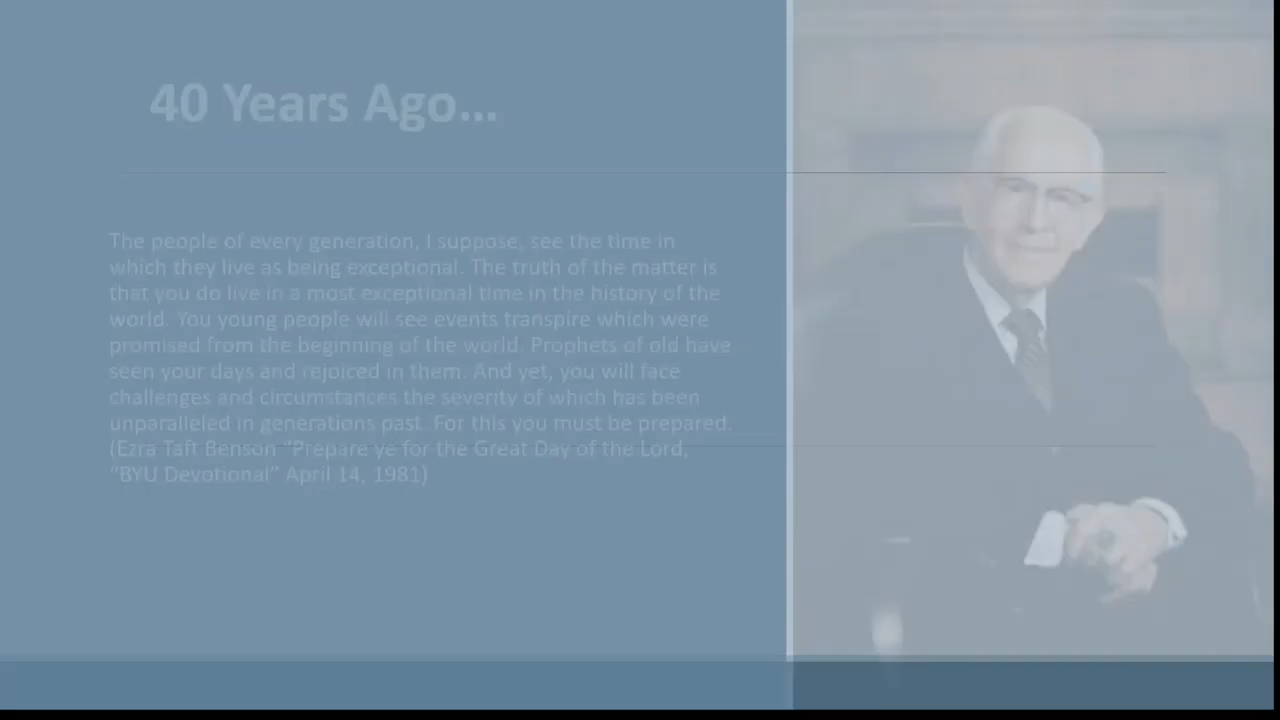 40 Years Ago...
The people of every generation, I suppose, see the time in
which they live as being exceptional. The truth of the matter is
that you do live in a most exceptional time in the history of the
world. You young people will see events transpire which were
promised from the beginning of the world. Prophets of old have
seen your days and rejoiced in them. And yet, you will face
challenges and circumstances the severity of which has been
unparalleled in generations past. For this you must be prepared.
(Ezra Taft Benson "Prepare ye for the Great Day of the Lord,
"BYU Devotional" April 14, 1981)